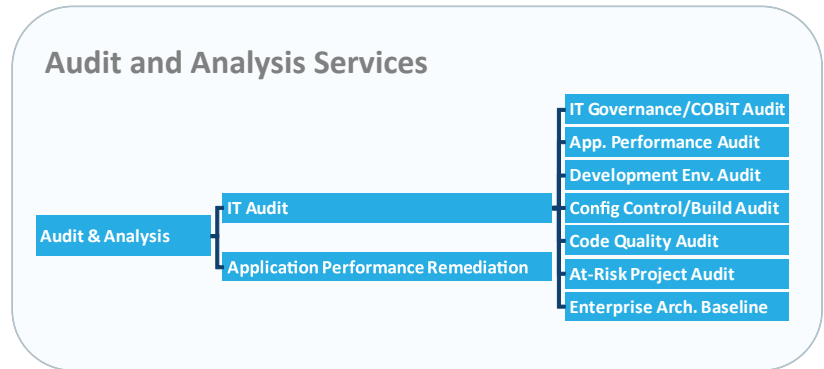 Audit and Analysis Services
Audit & Analysis
IT Audit
Application Performance Remediation
IT Governance/COBiT Audit
App. Performance Audit
Development Env. Audit
Config Control/Build Audit
Code Quality Audit
At-Risk Project Audit
Enterprise Arch. Baseline